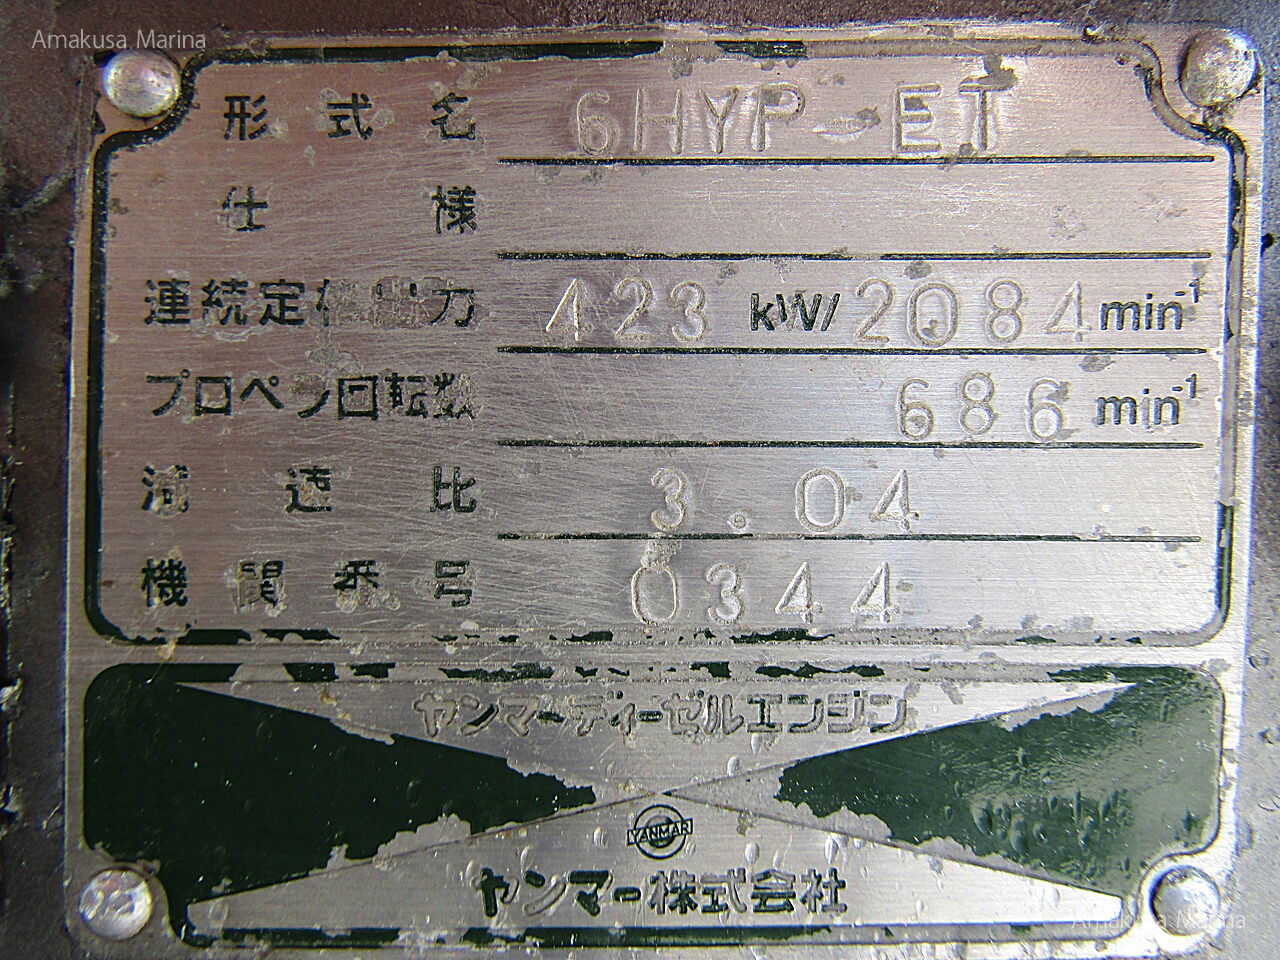 Amakusa Marina
形式名 6HYP-ET
仕様
連続定格出力 423 kW/2084 min-1
プロペラ回転数 686 min-1
減速比 3.04
機関番号 0344
ヤンマーディーゼルエンジン
YANMAR
ヤンマー株式会社
Amakusa Marina